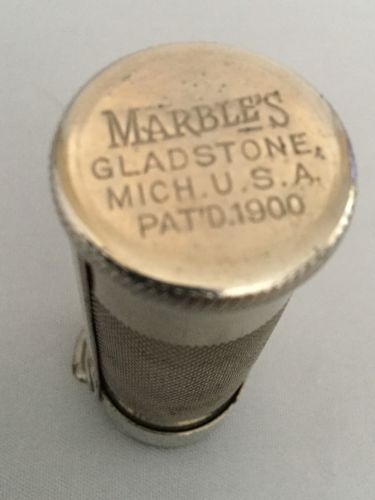 MARBLE'S
GLADSTONE,
MICH. U.S.A.
PAT'D. 1900